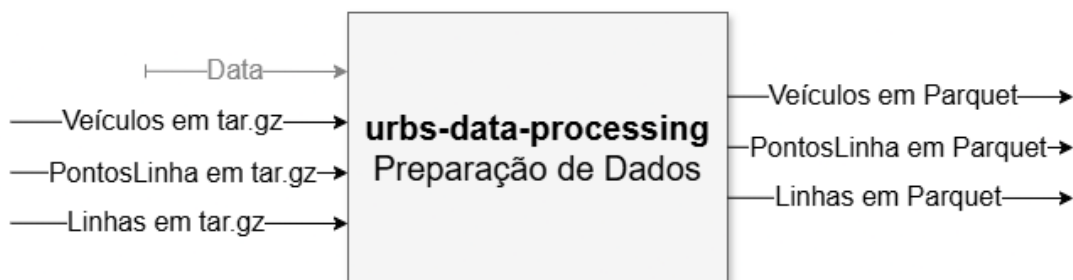 Data
Veículos em tar.gz
PontosLinha em tar.gz
Linhas em tar.gz
urbs-data-processing
Preparação de Dados
Veículos em Parquet
PontosLinha em Parquet
Linhas em Parquet